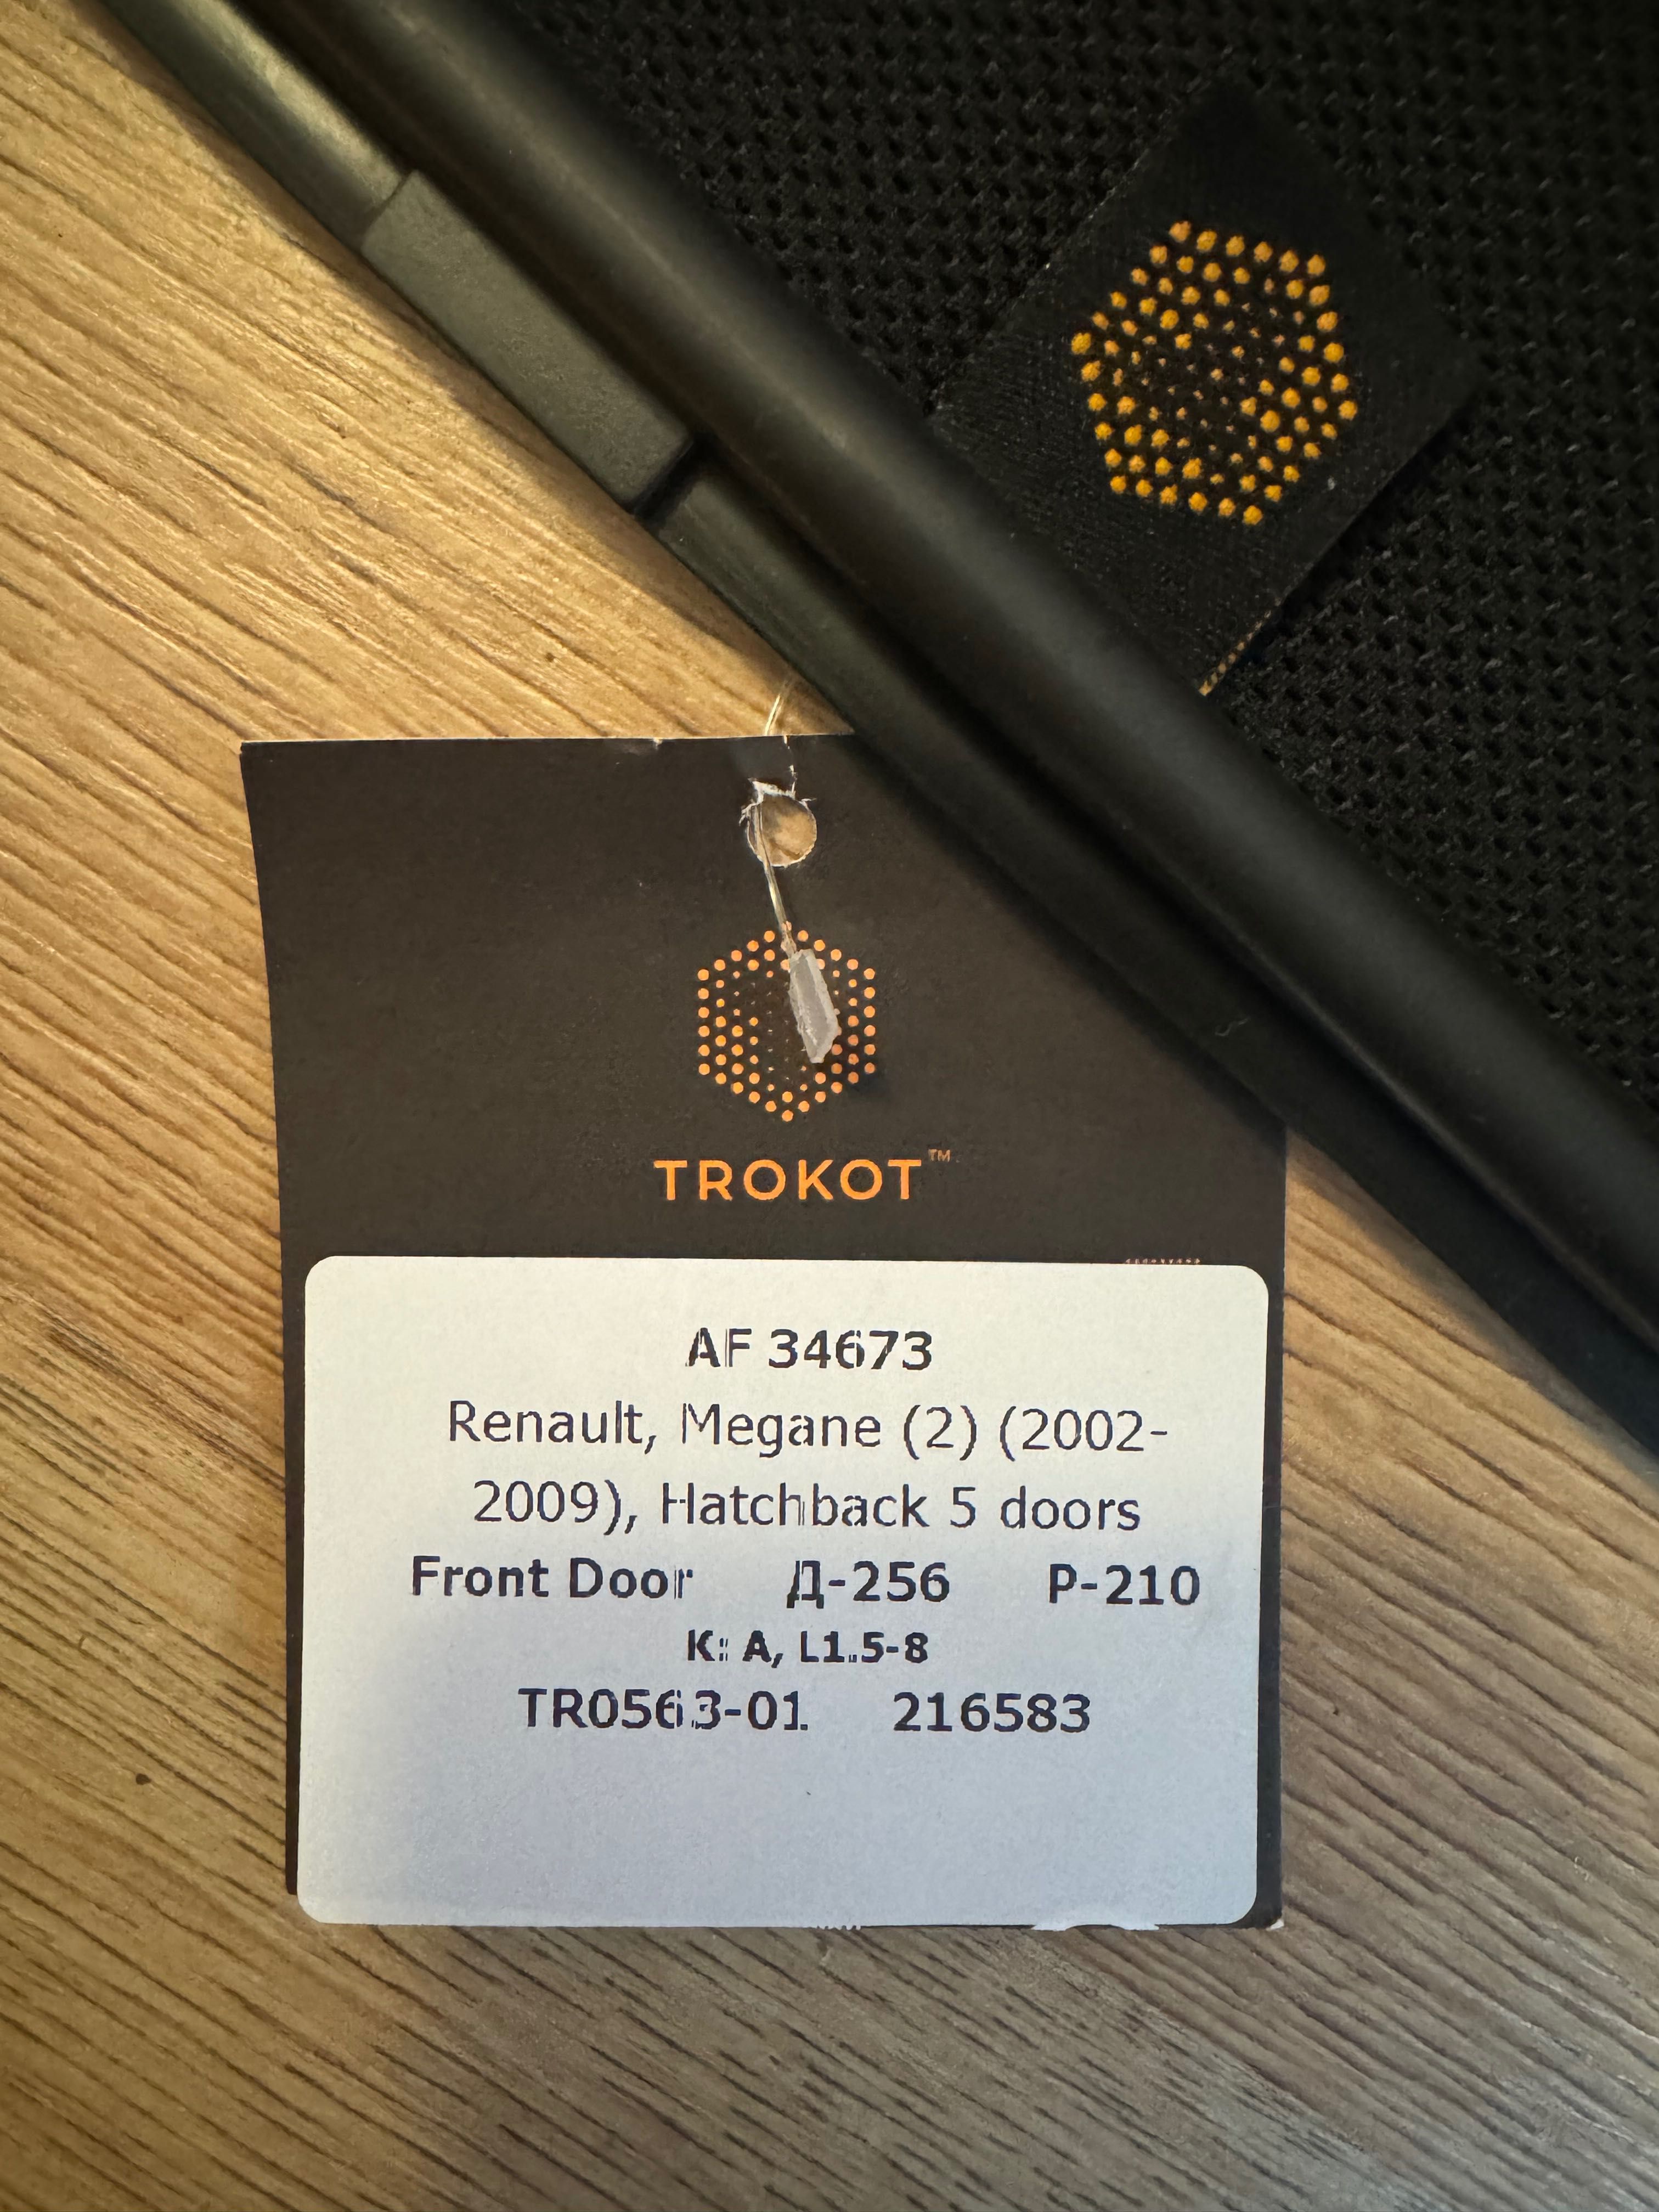 TROKOT™
AF 34673
Renault, Megane (2) (2002-
2009), Hatchback 5 doors
Front Door Д-256 P-210
K: A, L1.5-8
TR0563-01 216583